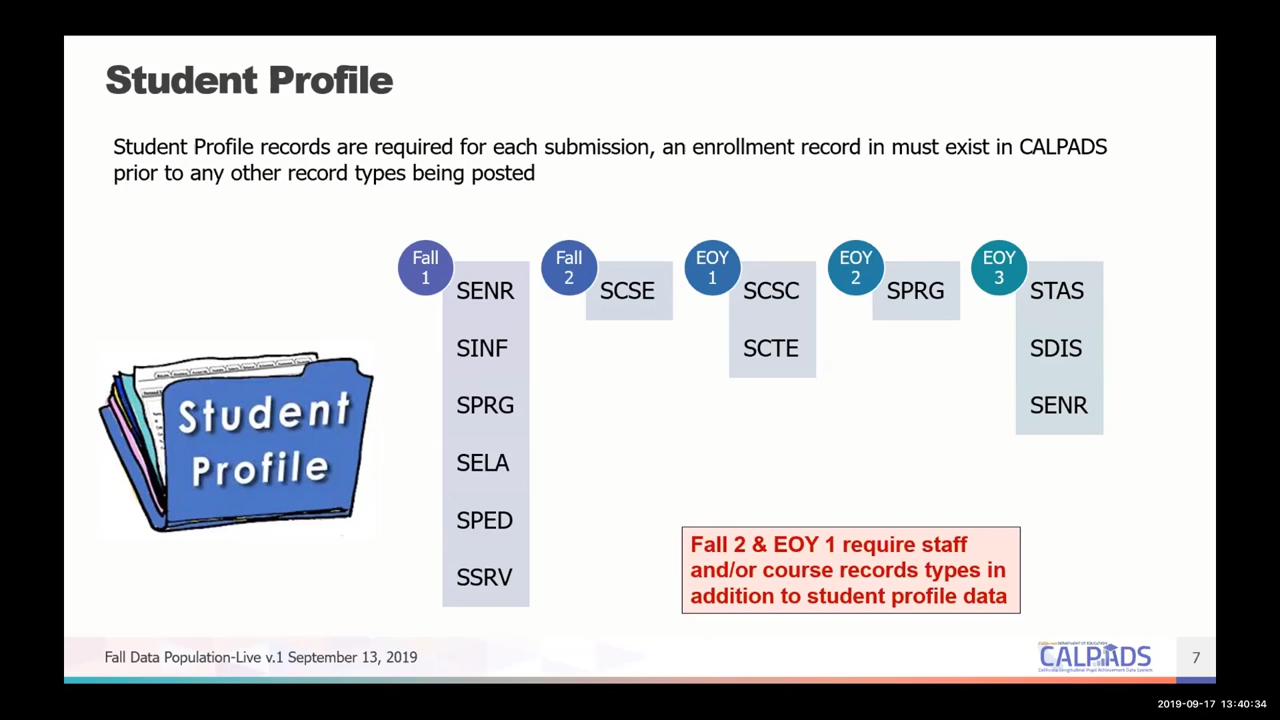 Student Profile
Student Profile records are required for each submission, an enrollment record in must exist in CALPADS
prior to any other record types being posted
Fall
1
SENR
SINF
SPRG
SELA
SPED
SSRV
Fall
2
SCSE
EOY
1
SCSC
SCTE
EOY
2
SPRG
EOY
3
STAS
SDIS
SENR
Student
Profile
Fall 2 & EOY 1 require staff
and/or course records types in
addition to student profile data
Fall Data Population-Live v.1 September 13, 2019
CALPADS
7
2019-09-17 13:40:34